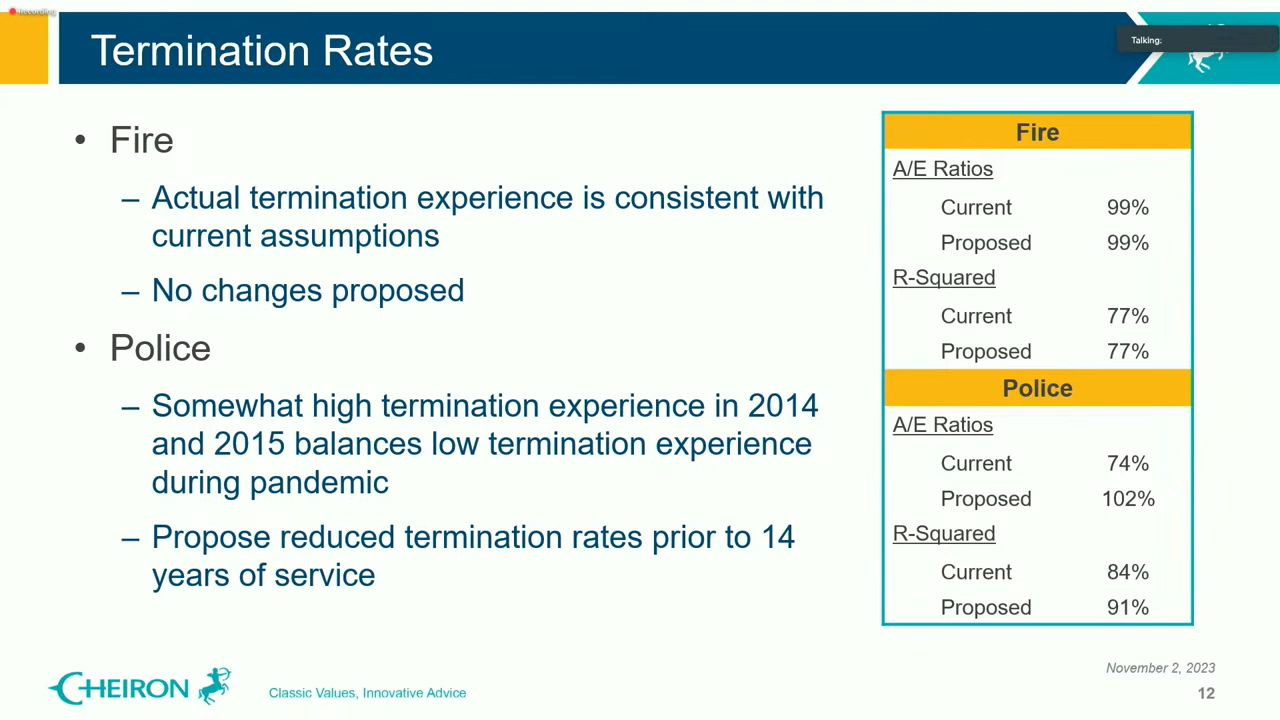 Recording
Termination Rates
Talking:
• Fire
– Actual termination experience is consistent with
current assumptions
– No changes proposed
• Police
– Somewhat high termination experience in 2014
and 2015 balances low termination experience
during pandemic
– Propose reduced termination rates prior to 14
years of service
Fire
A/E Ratios
Current 99%
Proposed 99%
R-Squared
Current 77%
Proposed 77%
Police
A/E Ratios
Current 74%
Proposed 102%
R-Squared
Current 84%
Proposed 91%
CHEIRON
Classic Values, Innovative Advice
November 2, 2023
12